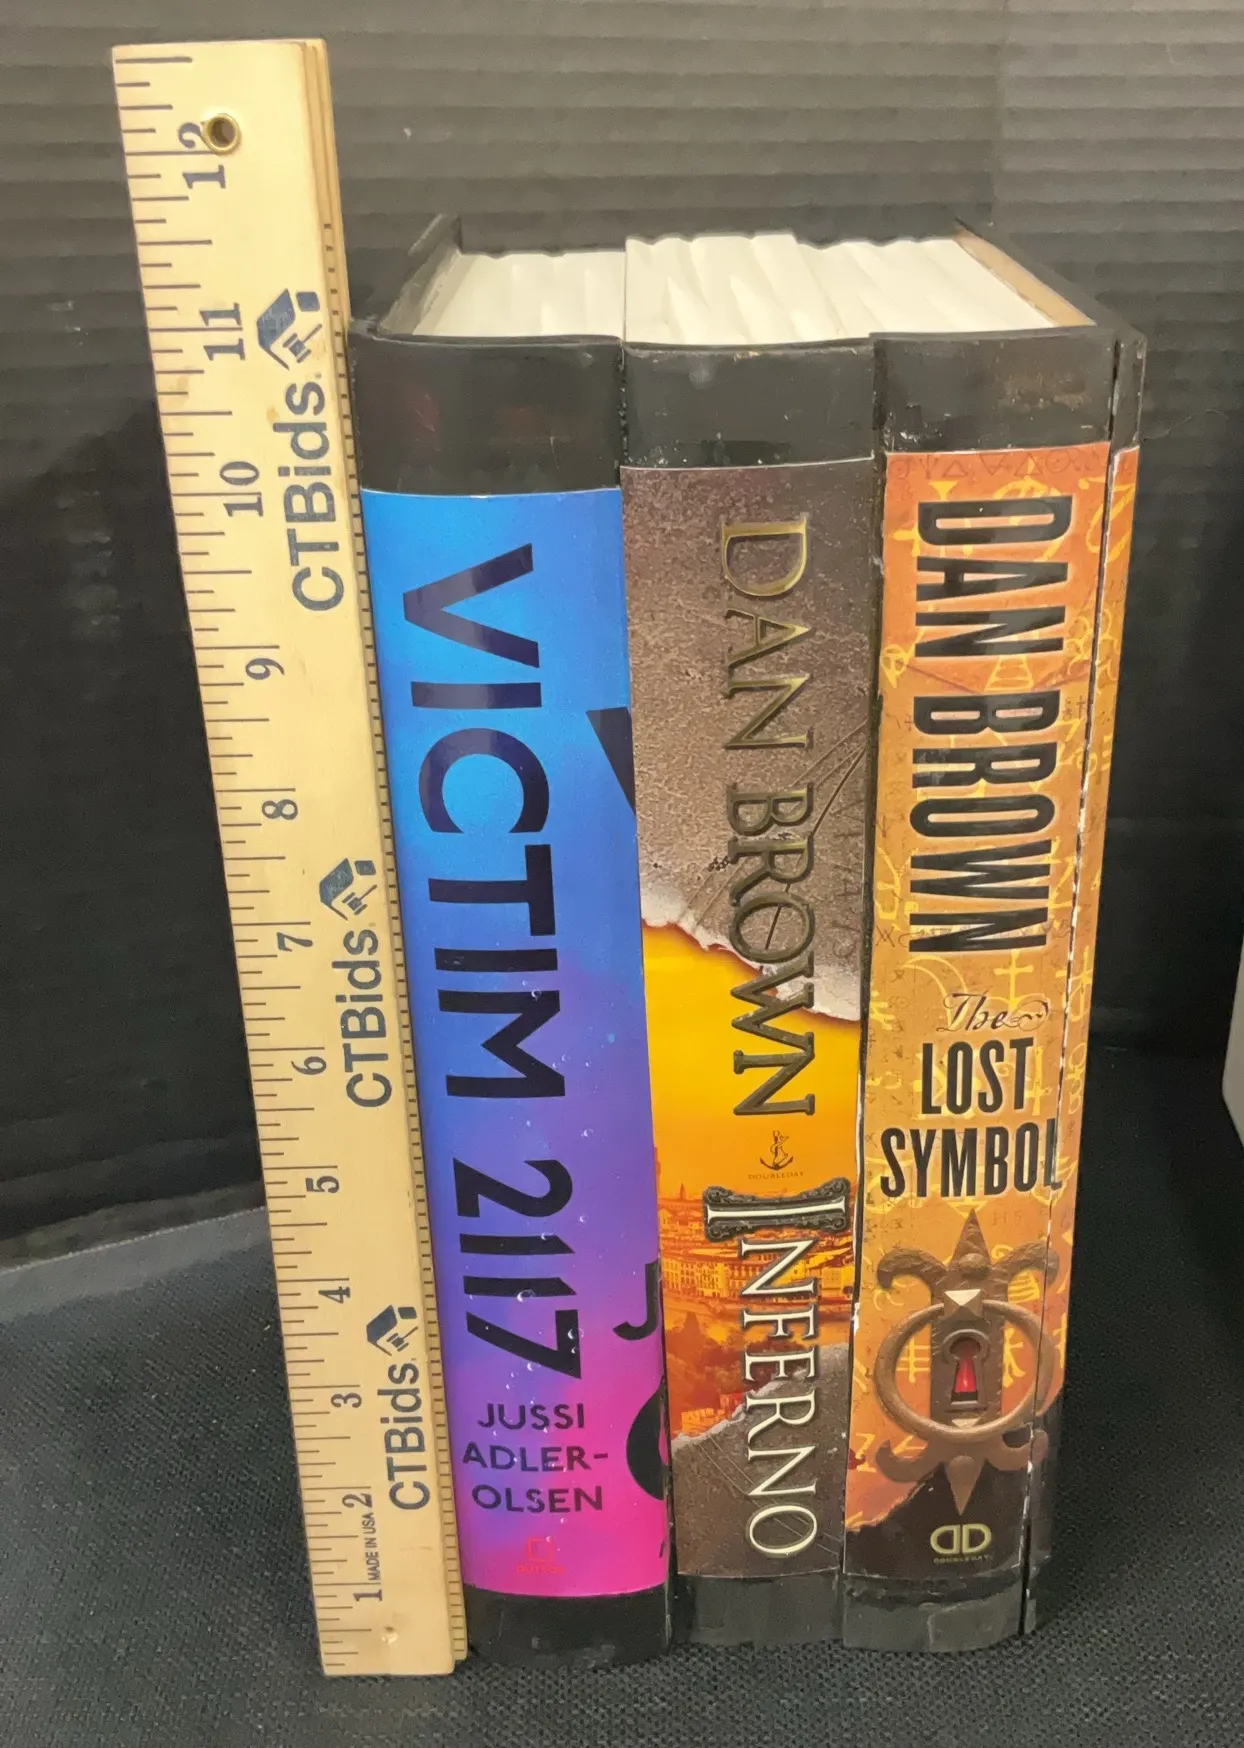 12
11
10
9
8
7
6
5
4
3
2
1
MADE IN USA
CTBids.
CTBids.
CTBids.
VICTIM 2117
JUSSI
ADLER-
OLSEN
DUTTON
DAN BROWN
DOUBLEDAY
INFERNO
DAN BROWN
The
LOST
SYMBOL
DD
DOUBLEDAY